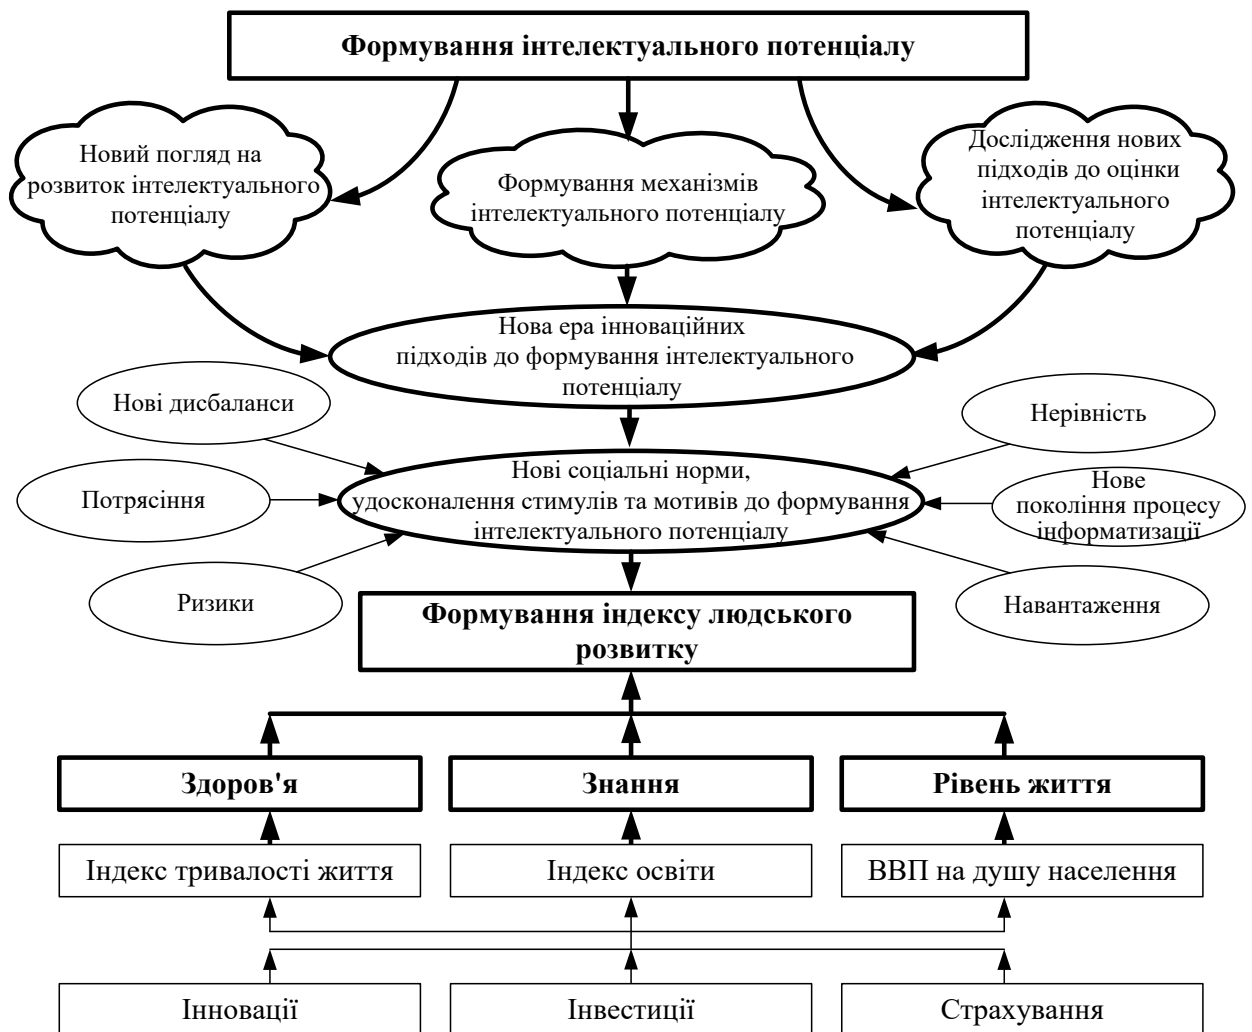 Формування інтелектуального потенціалу
Новий погляд на
розвиток інтелектуального
потенціалу
Формування механізмів
інтелектуального потенціалу
Дослідження нових
підходів до оцінки
інтелектуального
потенціалу
Нова ера інноваційних
підходів до формування інтелектуального
потенціалу
Нові дисбаланси
Нерівність
Потрясіння
Нові соціальні норми,
удосконалення стимулів та мотивів до формування
інтелектуального потенціалу
Нове
покоління процесу
інформатизації
Ризики
Навантаження
Формування індексу людського
розвитку
Здоров'я
Знання
Рівень життя
Індекс тривалості життя
Індекс освіти
ВВП на душу населення
Інновації
Інвестиції
Страхування